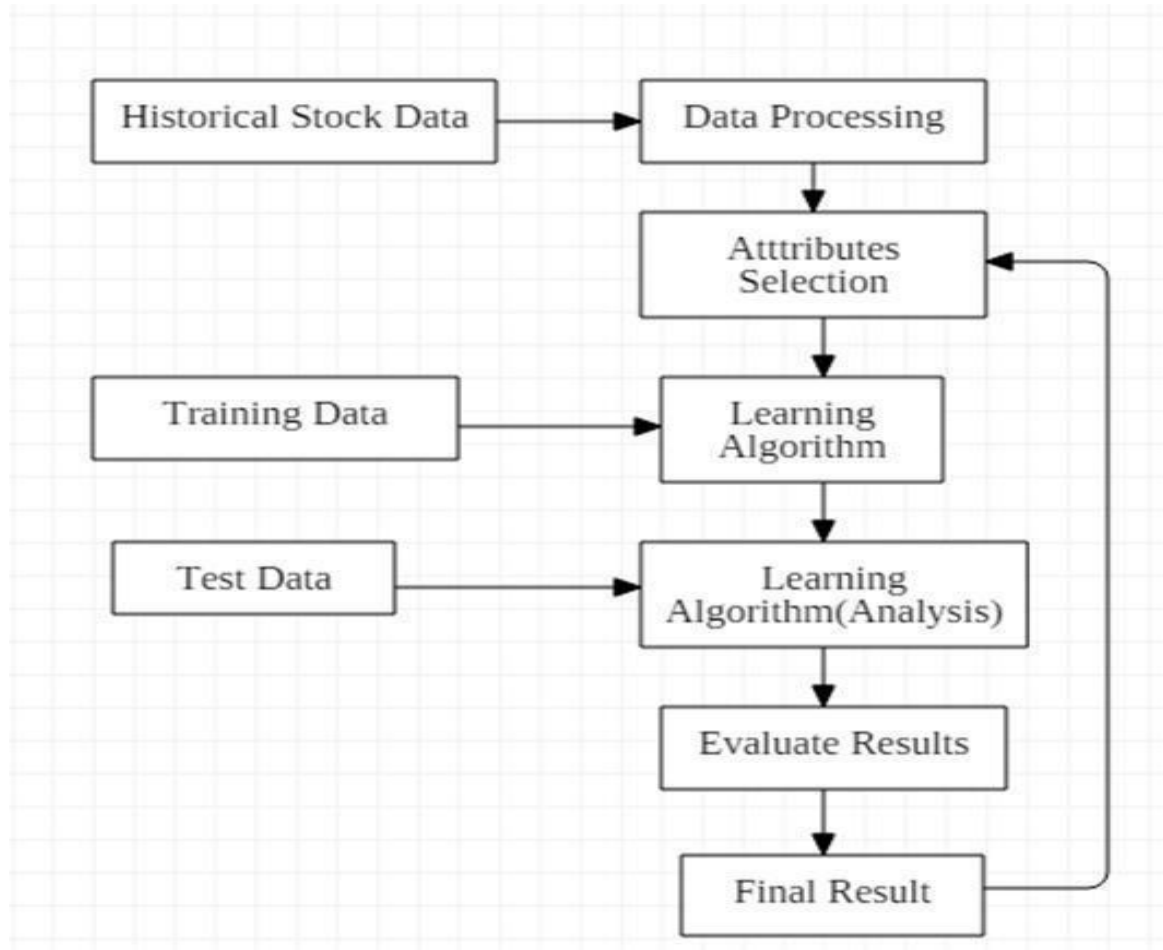 Historical Stock Data
Data Processing
Atttributes
Selection
Training Data
Learning
Algorithm
Test Data
Learning
Algorithm(Analysis)
Evaluate Results
Final Result